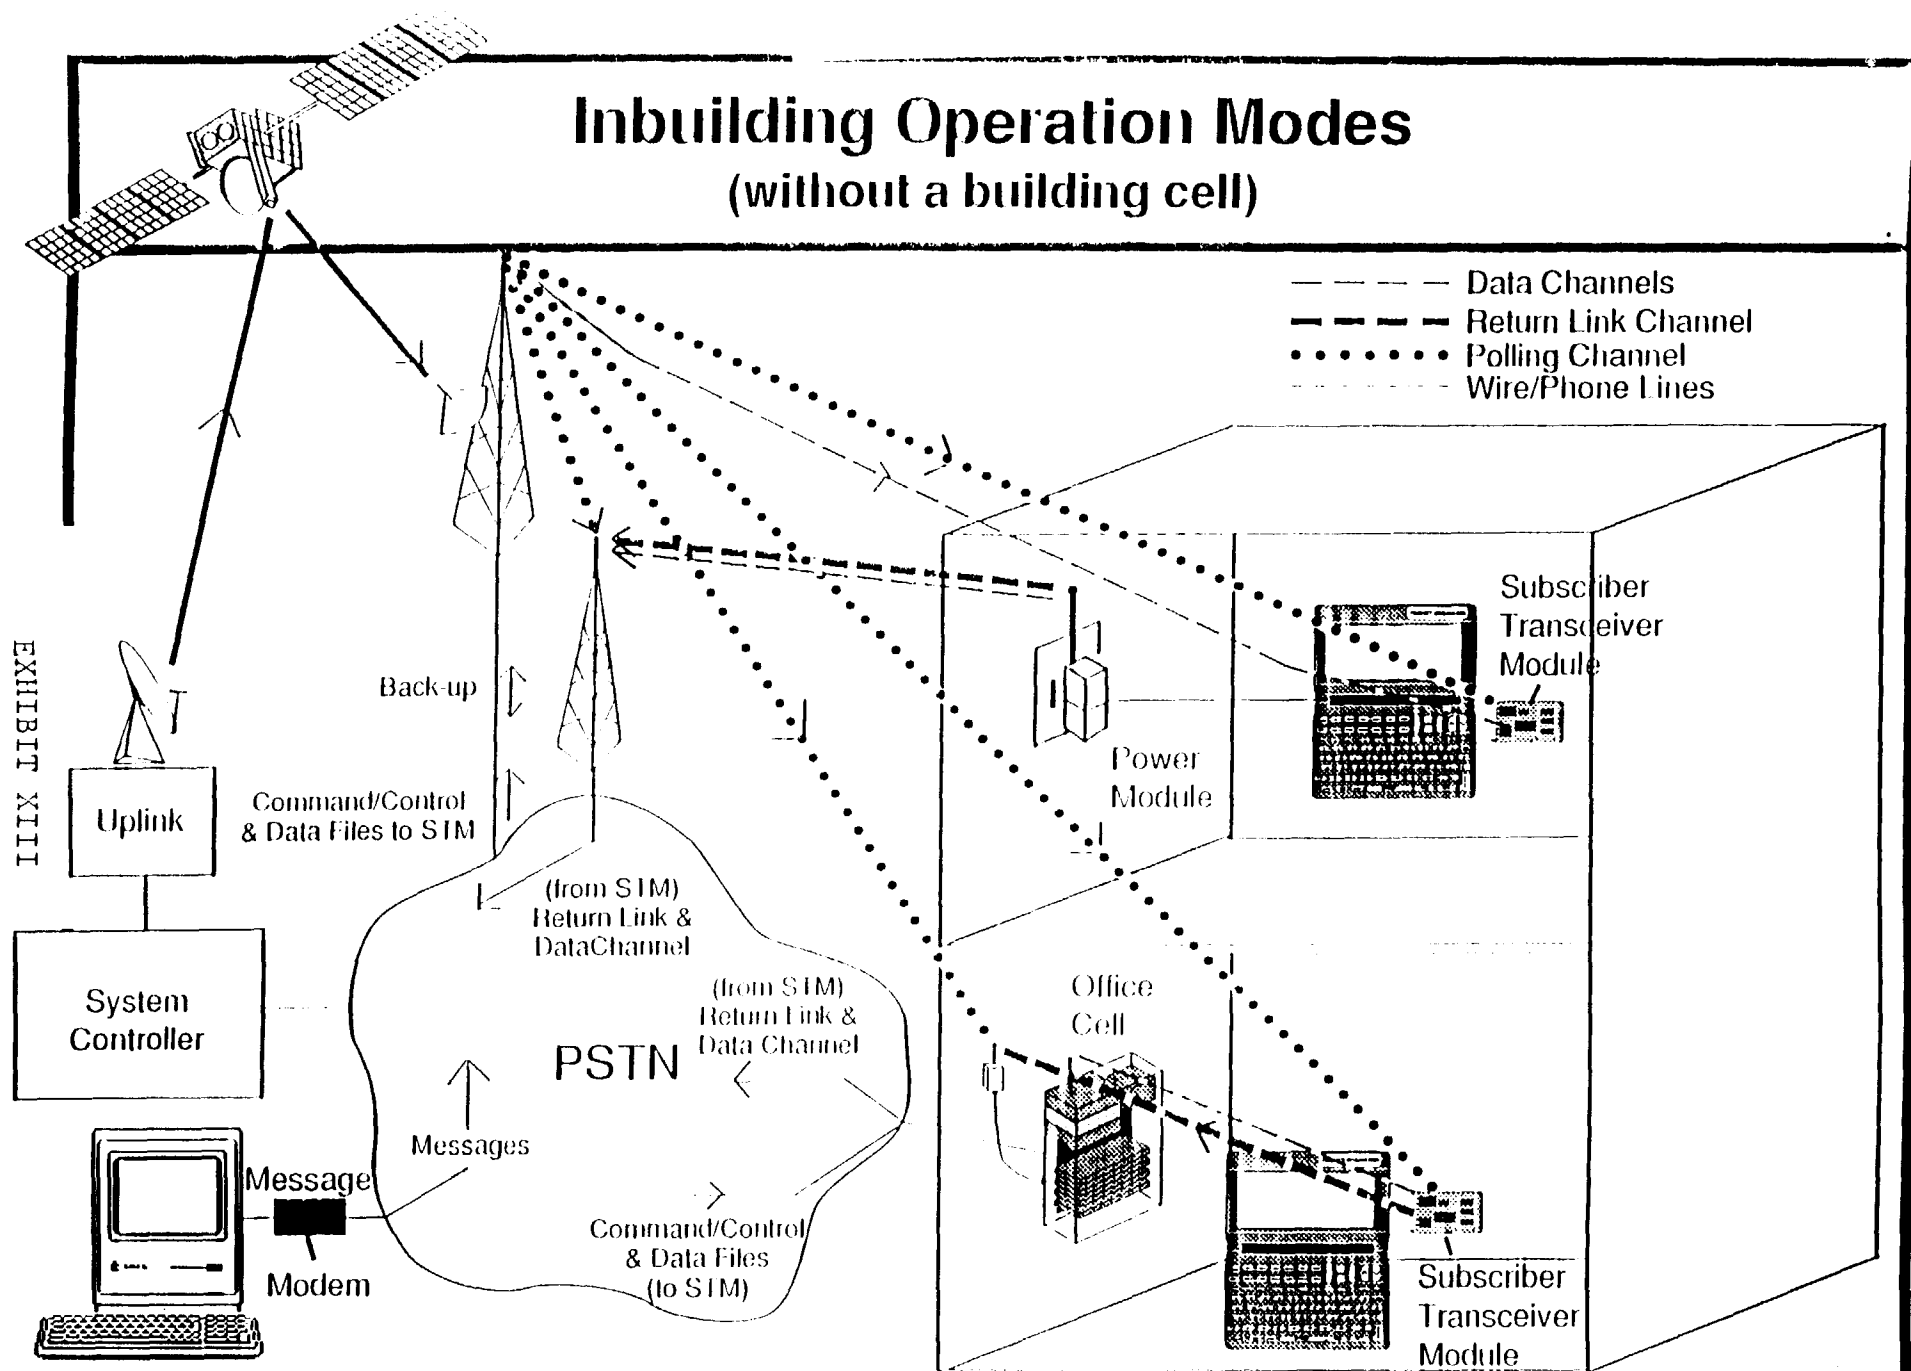 Inbuilding Operation Modes
(without a building cell)
Data Channels
Return Link Channel
Polling Channel
Wire/Phone Lines
EXHIBIT XIII
Subscriber
Transceiver
Module
Back-up
Power
Module
Uplink
Command/Control
& Data Files to STM
(from STM)
Return Link &
DataChannel
System
Controller
(from STM)
Return Link &
Data Channel
Office
Cell
PSTN
Messages
Message
Modem
Command/Control
& Data Files
(to STM)
Subscriber
Transceiver
Module